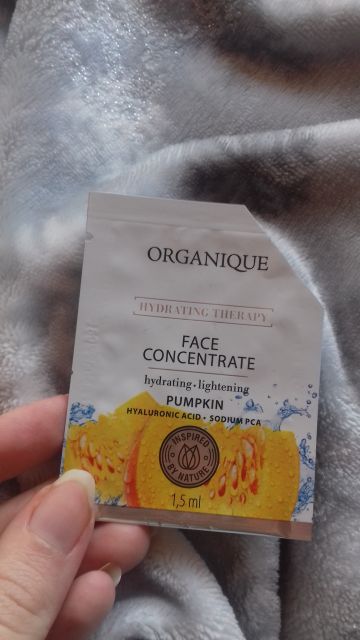 ORGANIQUE
HYDRATING THERAPY
FACE
CONCENTRATE
hydrating • lightening
PUMPKIN
HYALURONIC ACID • SODIUM PCA
INSPIRED
BY NATURE
1,5 ml